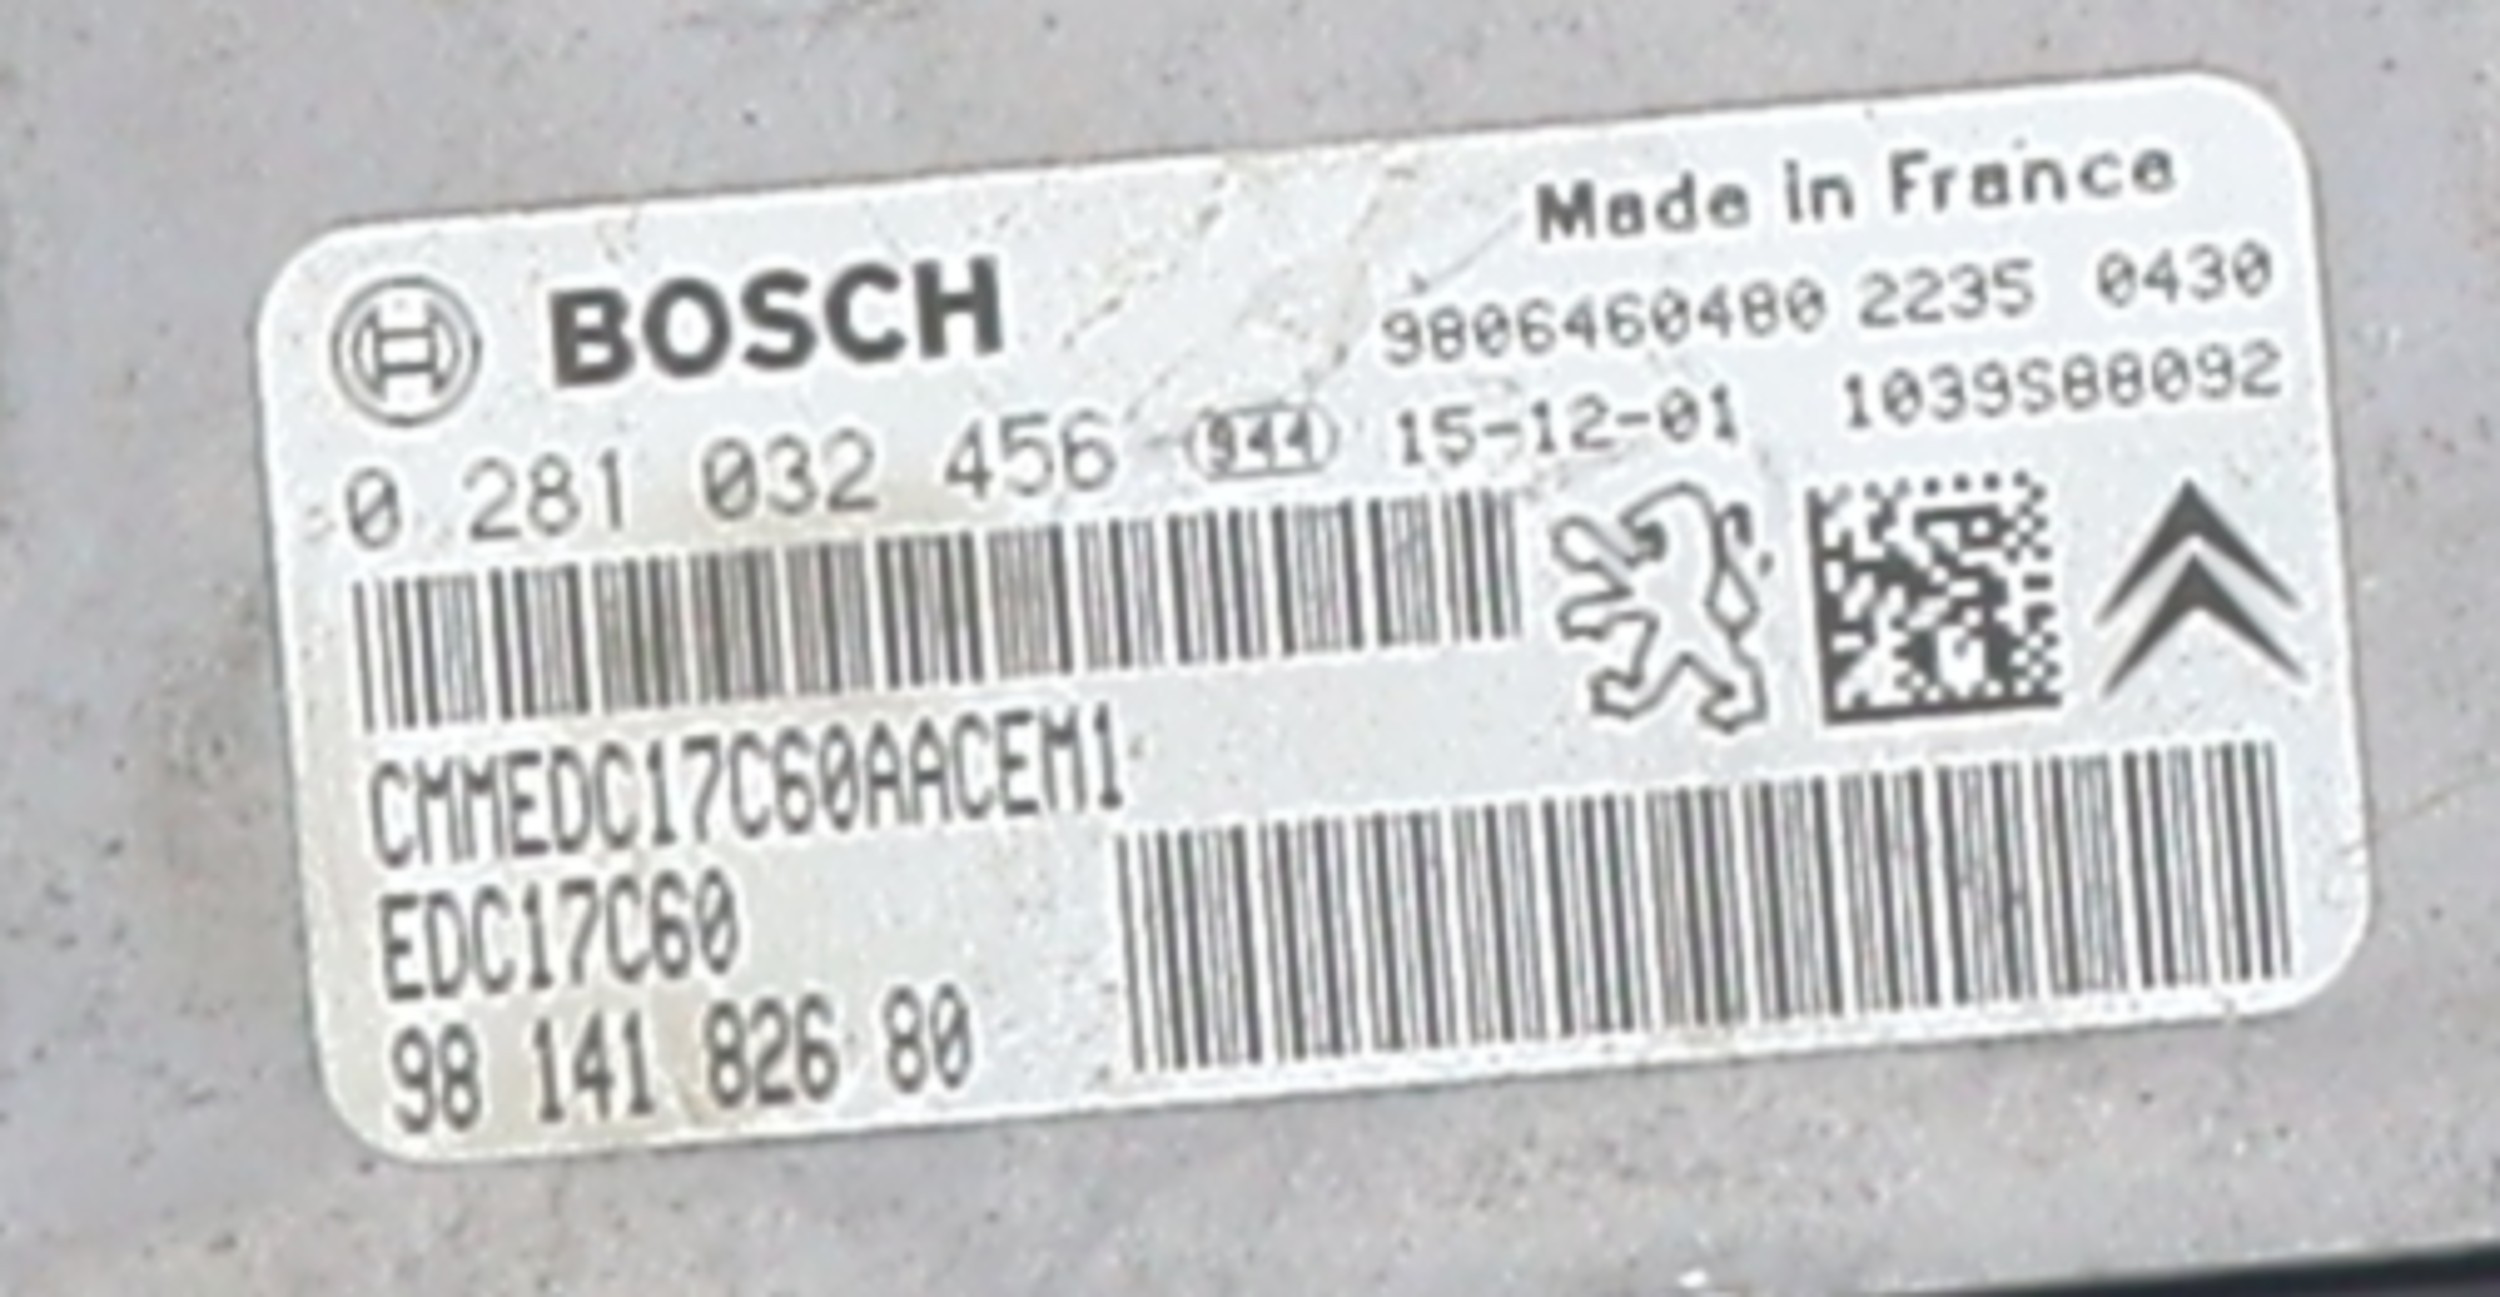 BOSCH
Made in France
9806460480 2235 0430
0 281 032 456 944 15-12-01 1039S88092
CMMEDC17C60AACEM1
EDC17C60
98 141 826 80